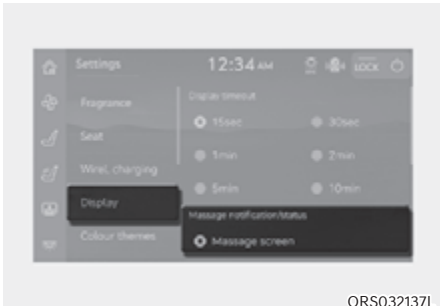 Settings
12:34 AM
LOCK
Fragrance
Seat
Wirel. charging
Display
Colour themes
Display timeout
15sec
30sec
1min
2min
5min
10min
Massage notification/status
Massage screen
ORS032137L